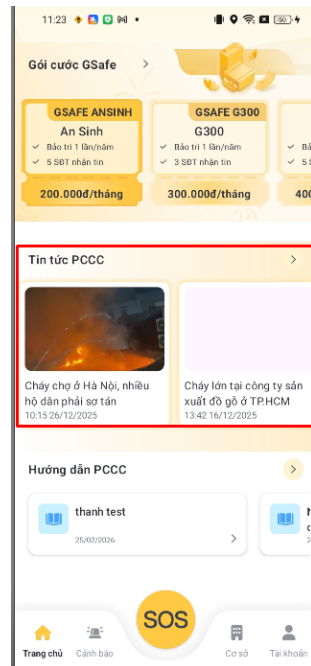 11:23
60
Gói cước GSafe
GSAFE ANSINH
An Sinh
Bảo trì 1 lần/năm
5 SĐT nhận tin
200.000đ/tháng
GSAFE G300
G300
Bảo trì 1 lần/năm
3 SĐT nhận tin
300.000đ/tháng
Tin tức PCCC
Cháy chợ ở Hà Nội, nhiều
hộ dân phải sơ tán
10:15 26/12/2025
Cháy lớn tại công ty sản
xuất đồ gỗ ở TP.HCM
13:42 16/12/2025
Hướng dẫn PCCC
thanh test
25/02/2026
SOS
Trang chủ
Cảnh báo
Cơ sở
Tài khoản